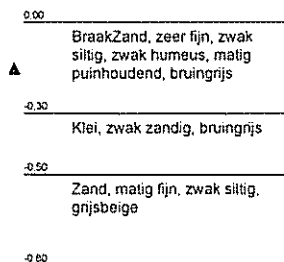 0.00
BraakZand, zeer fijn, zwak
siltig, zwak humeus, matig
puinhoudend, bruingrijs
-0,30
Klei, zwak zandig, bruingrijs
-0.50
Zand, matig fijn, zwak siltig,
grijsbeige
-0 80